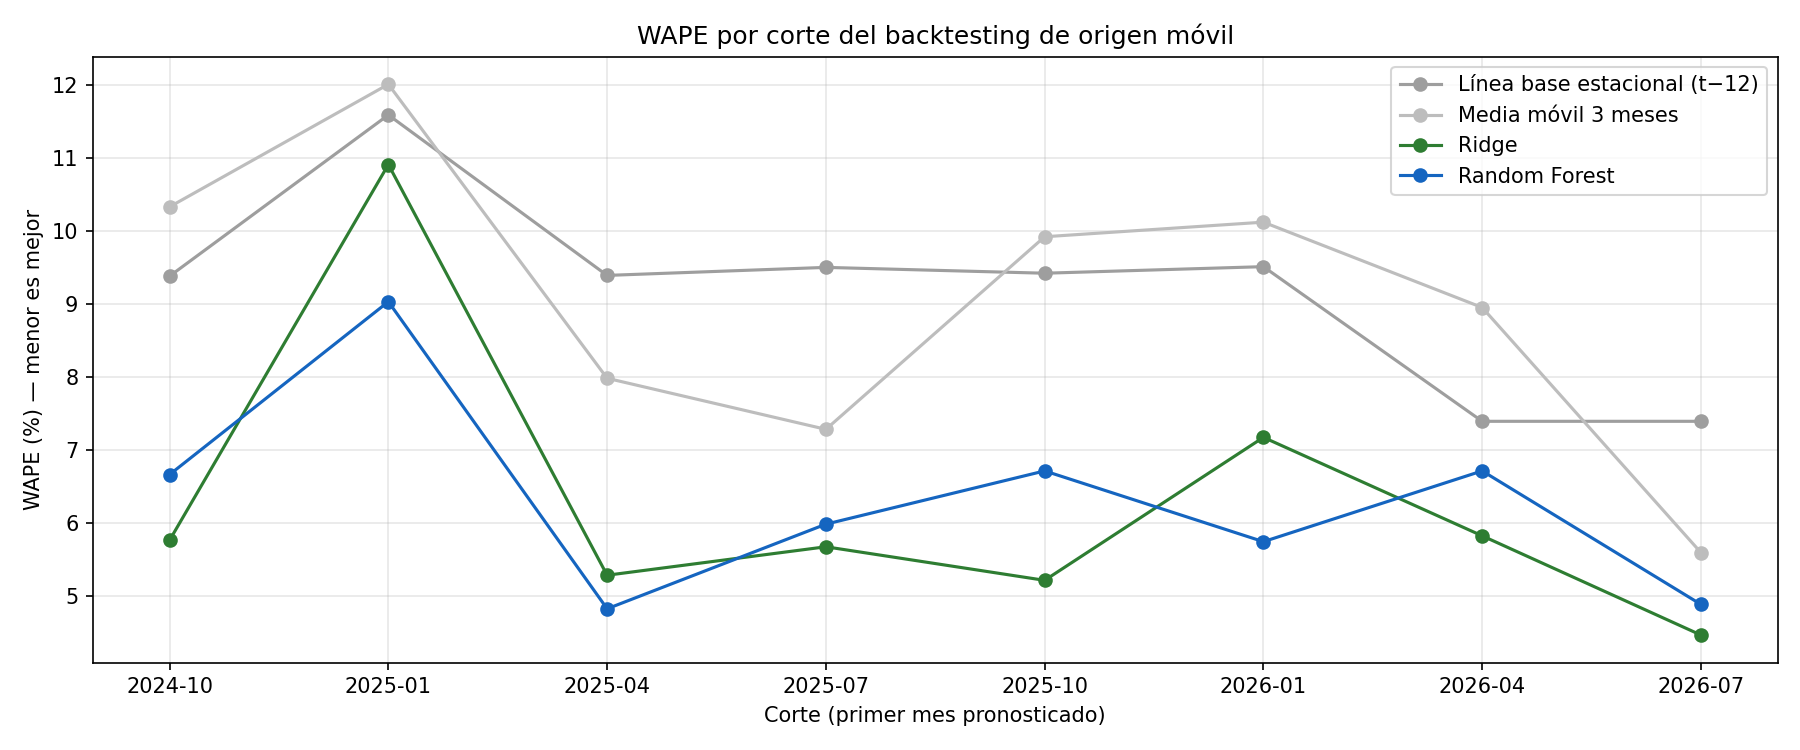 WAPE por corte del backtesting de origen móvil
Línea base estacional (t−12)
Media móvil 3 meses
Ridge
Random Forest
WAPE (%) — menor es mejor
12
11
10
9
8
7
6
5
2024-10 2025-01 2025-04 2025-07 2025-10 2026-01 2026-04 2026-07
Corte (primer mes pronosticado)